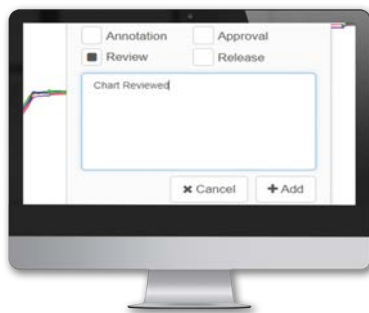 Annotation Approval
Review Release
Chart Reviewed
✖ Cancel ✚ Add